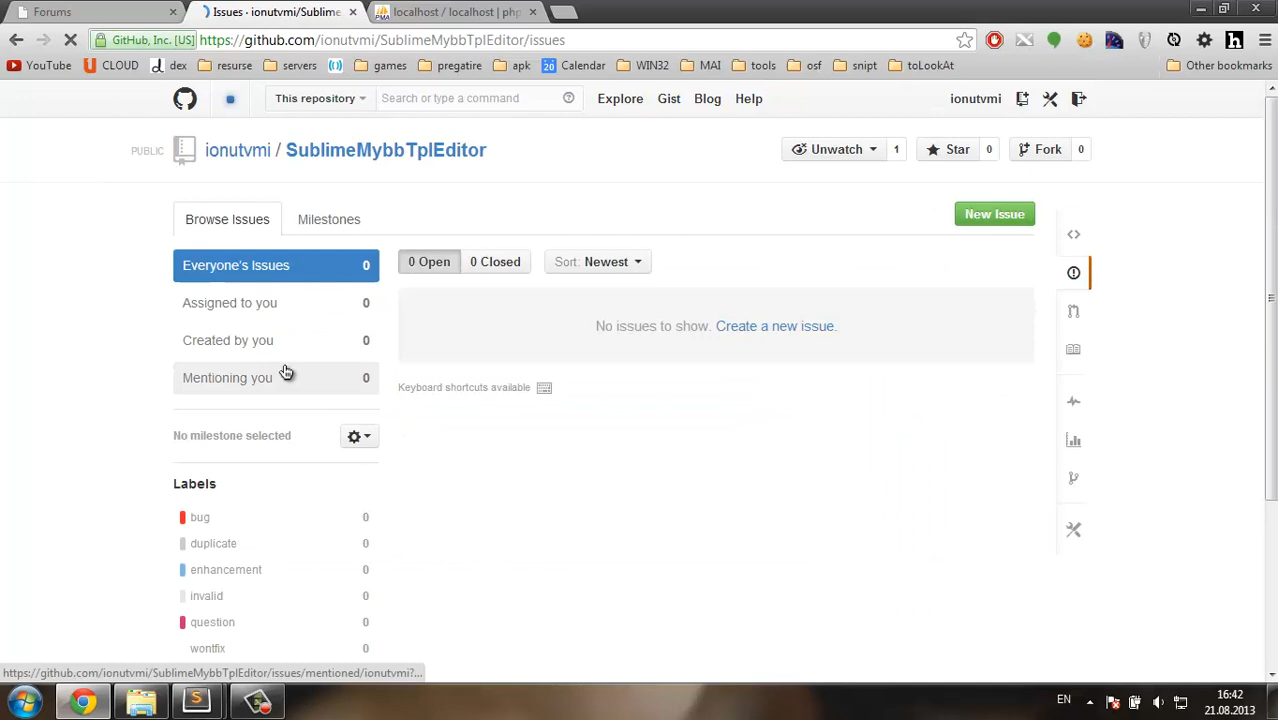 Forums
Issues · ionutvmi/Sublime
localhost / localhost | php
GitHub, Inc. [US] https://github.com/ionutvmi/SublimeMybbTplEditor/issues
YouTube CLOUD dex resurse servers games pregatire apk 20 Calendar WIN32 MAI tools osf snipt toLookAt Other bookmarks
This repository Search or type a command Explore Gist Blog Help ionutvmi
PUBLIC ionutvmi / SublimeMybbTplEditor Unwatch 1 Star 0 Fork 0
Browse Issues Milestones New Issue
Everyone's Issues 0 0 Open 0 Closed Sort: Newest
Assigned to you 0
No issues to show. Create a new issue.
Created by you 0
Mentioning you 0
Keyboard shortcuts available
No milestone selected
Labels
bug 0
duplicate 0
enhancement 0
invalid 0
question 0
wontfix 0
https://github.com/ionutvmi/SublimeMybbTplEditor/issues/mentioned/ionutvmi?...
EN 16:42
21.08.2013